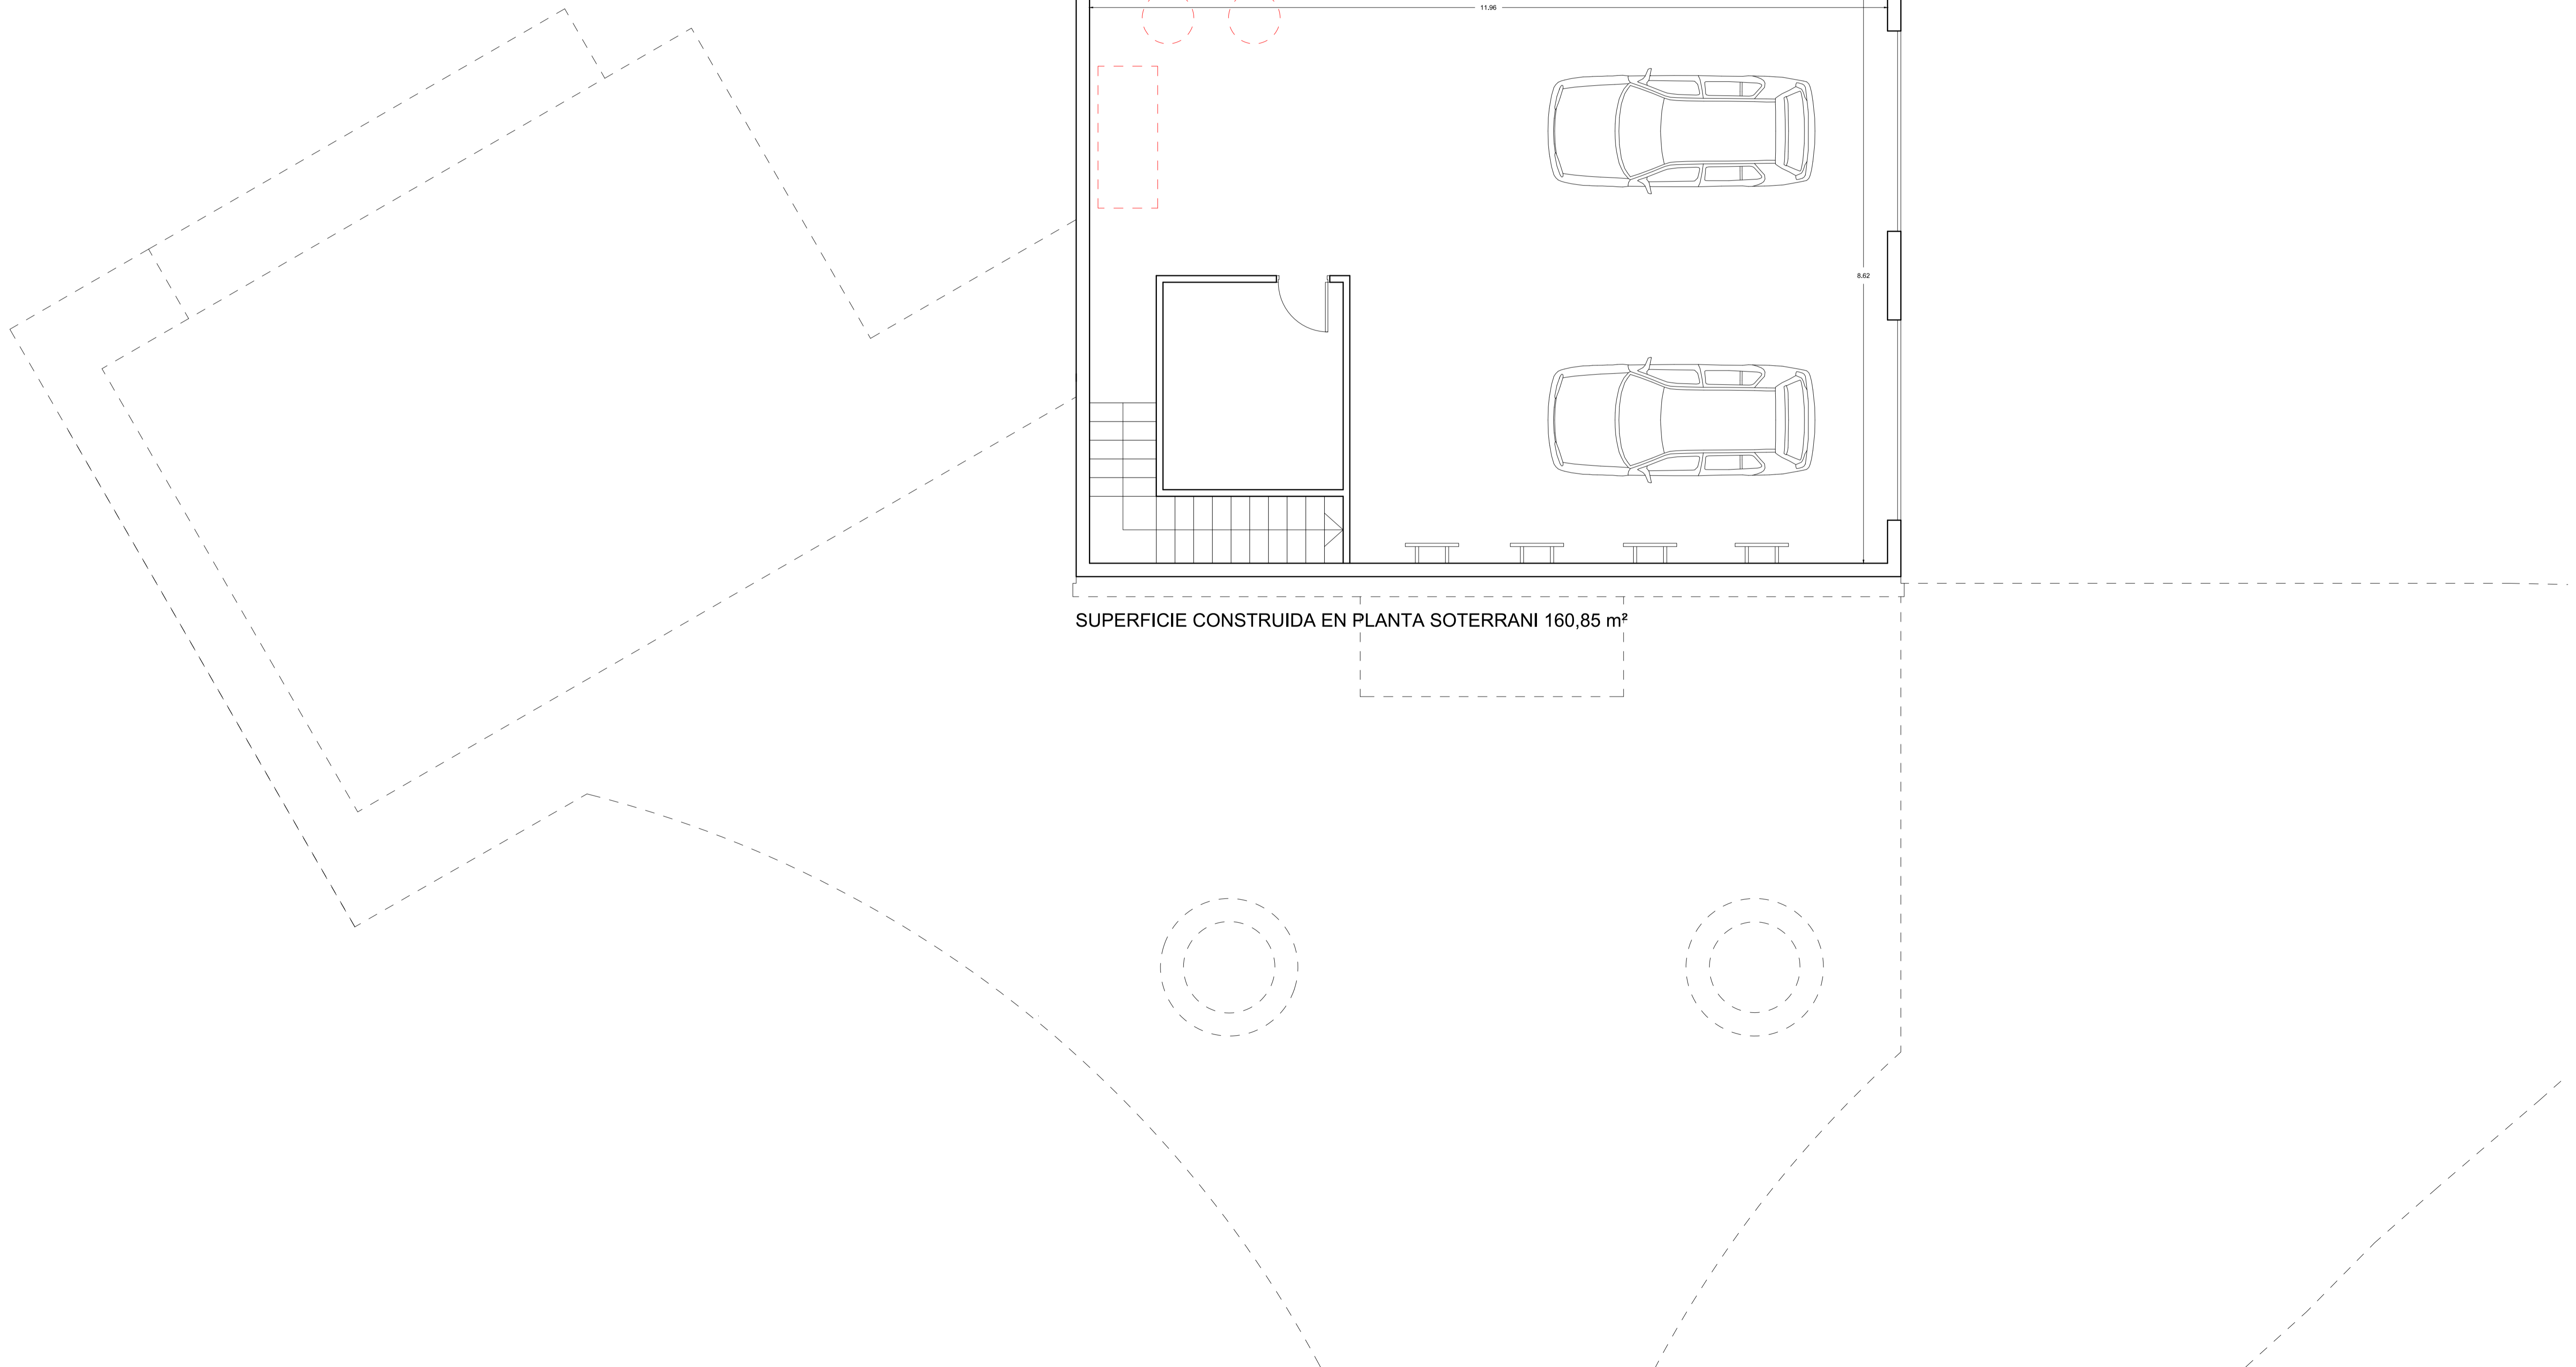 11.96
8.62
SUPERFICIE CONSTRUIDA EN PLANTA SOTERRANI 160,85 m²